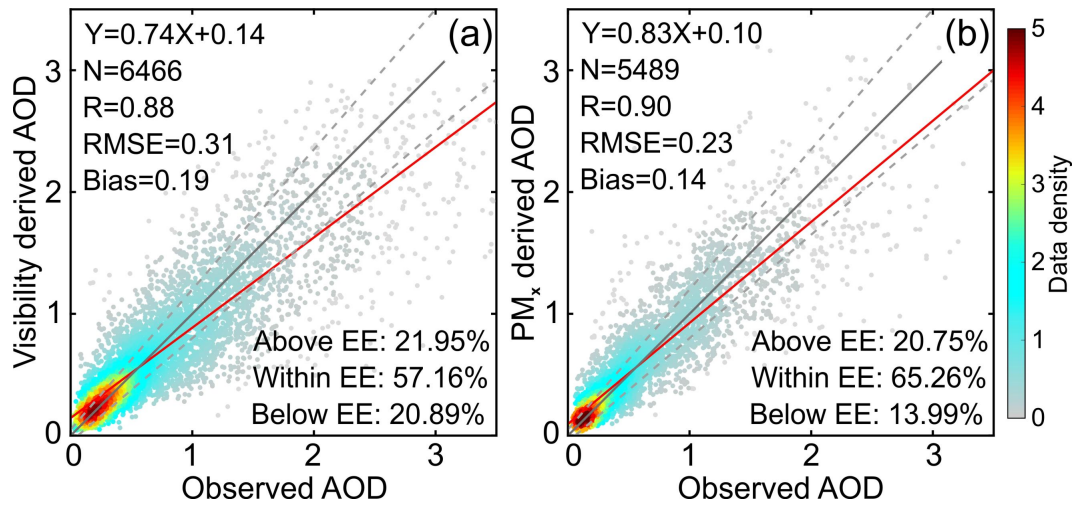 Y=0.74X+0.14
(a)
N=6466
R=0.88
RMSE=0.31
Bias=0.19
Above EE: 21.95%
Within EE: 57.16%
Below EE: 20.89%
Visibility derived AOD
3
2
1
0
0 1 2 3
Observed AOD
Y=0.83X+0.10
(b)
N=5489
R=0.90
RMSE=0.23
Bias=0.14
Above EE: 20.75%
Within EE: 65.26%
Below EE: 13.99%
PMₓ derived AOD
3
2
1
0
0 1 2 3
Observed AOD
5
4
3
2
1
0
Data density